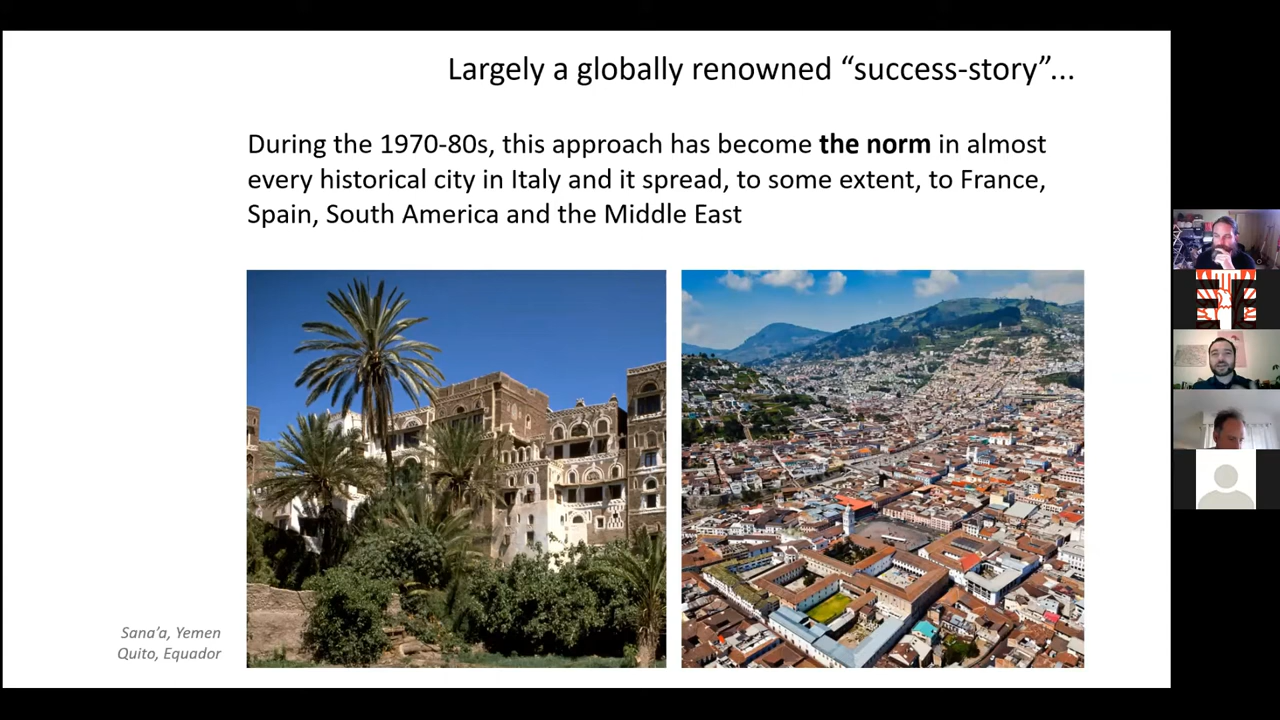 Largely a globally renowned “success-story”...
During the 1970-80s, this approach has become the norm in almost
every historical city in Italy and it spread, to some extent, to France,
Spain, South America and the Middle East
Sana’a, Yemen
Quito, Equador